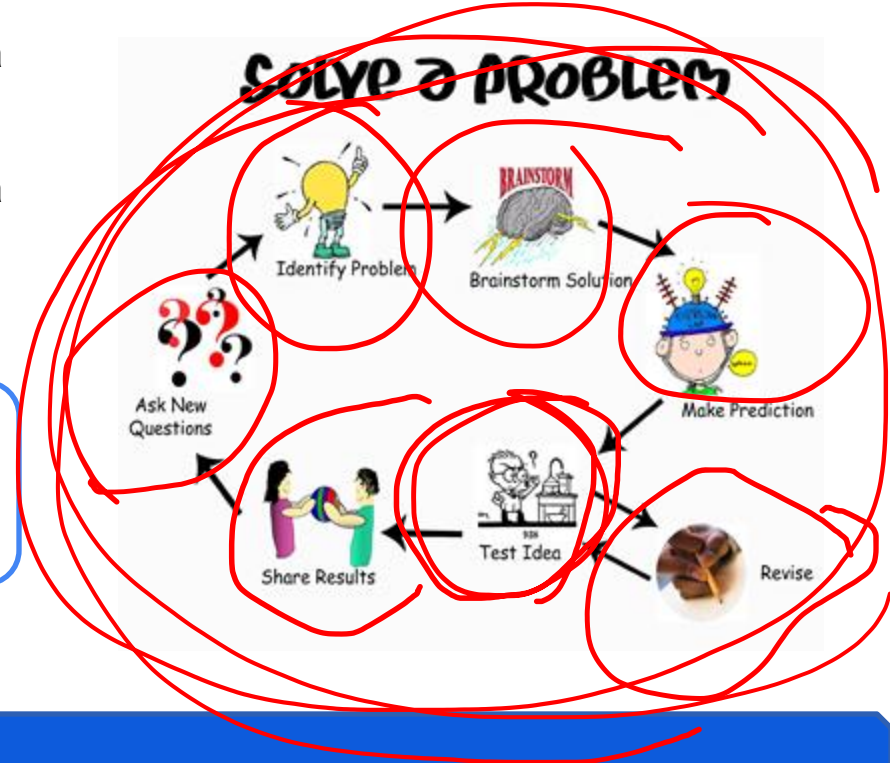 Solve a Problem
BRAINSTORM
Identify Problem
Brainstorm Solution
Ask New
Questions
Make Prediction
Test Idea
Share Results
Revise